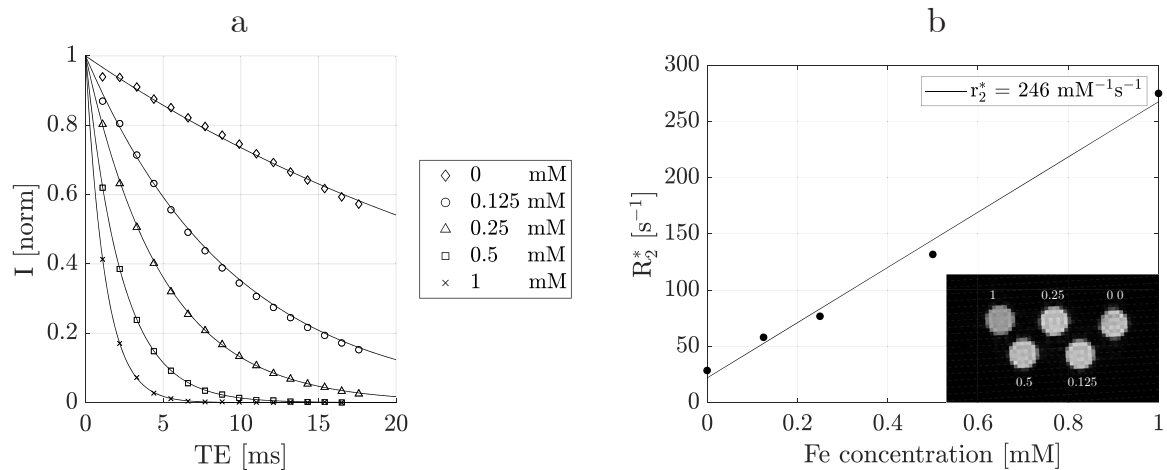 a
1
0.8
0.6
0.4
0.2
0
0 5 10 15 20
I [norm]
TE [ms]
0 mM
0.125 mM
0.25 mM
0.5 mM
1 mM
b
300
250
200
150
100
50
0
0 0.2 0.4 0.6 0.8 1
R₂* [s⁻¹]
Fe concentration [mM]
r₂* = 246 mM⁻¹s⁻¹
1 0.25 0 0
0.5 0.125